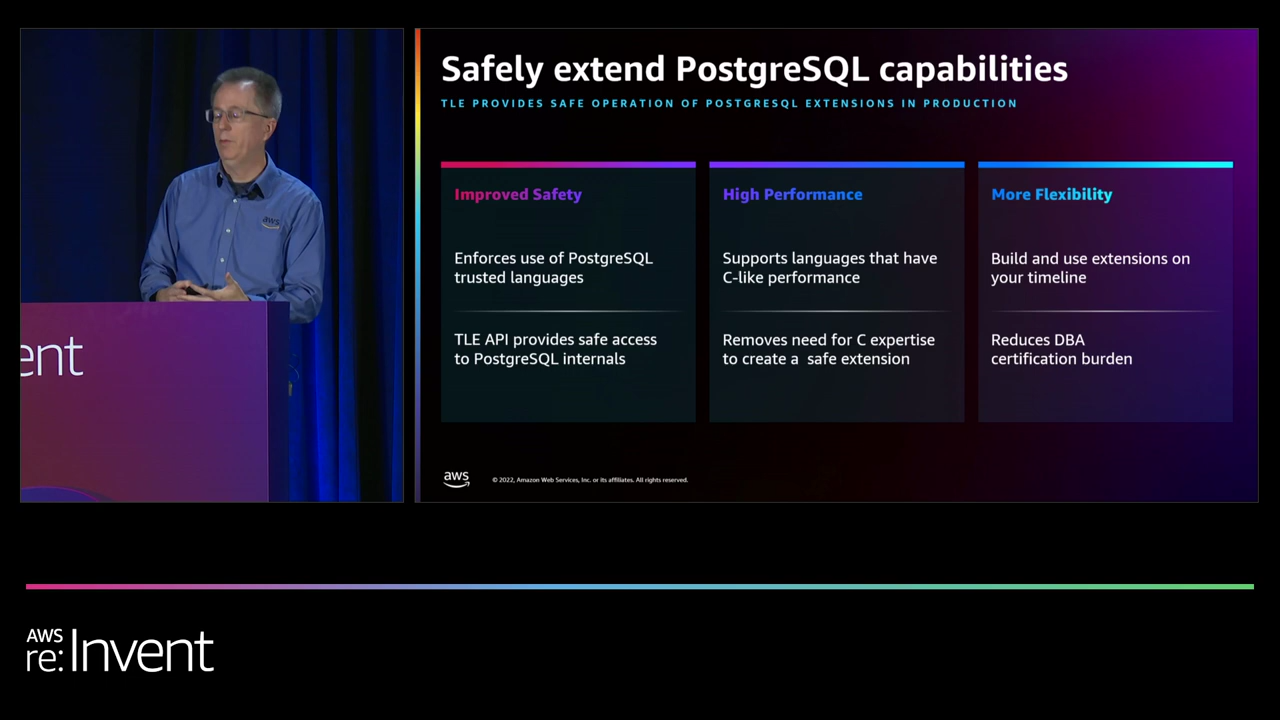 aws
ent
Safely extend PostgreSQL capabilities
TLE PROVIDES SAFE OPERATION OF POSTGRESQL EXTENSIONS IN PRODUCTION
Improved Safety
Enforces use of PostgreSQL
trusted languages
TLE API provides safe access
to PostgreSQL internals
High Performance
Supports languages that have
C-like performance
Removes need for C expertise
to create a  safe extension
More Flexibility
Build and use extensions on
your timeline
Reduces DBA
certification burden
aws
© 2022, Amazon Web Services, Inc. or its affiliates. All rights reserved.
AWS
re:Invent